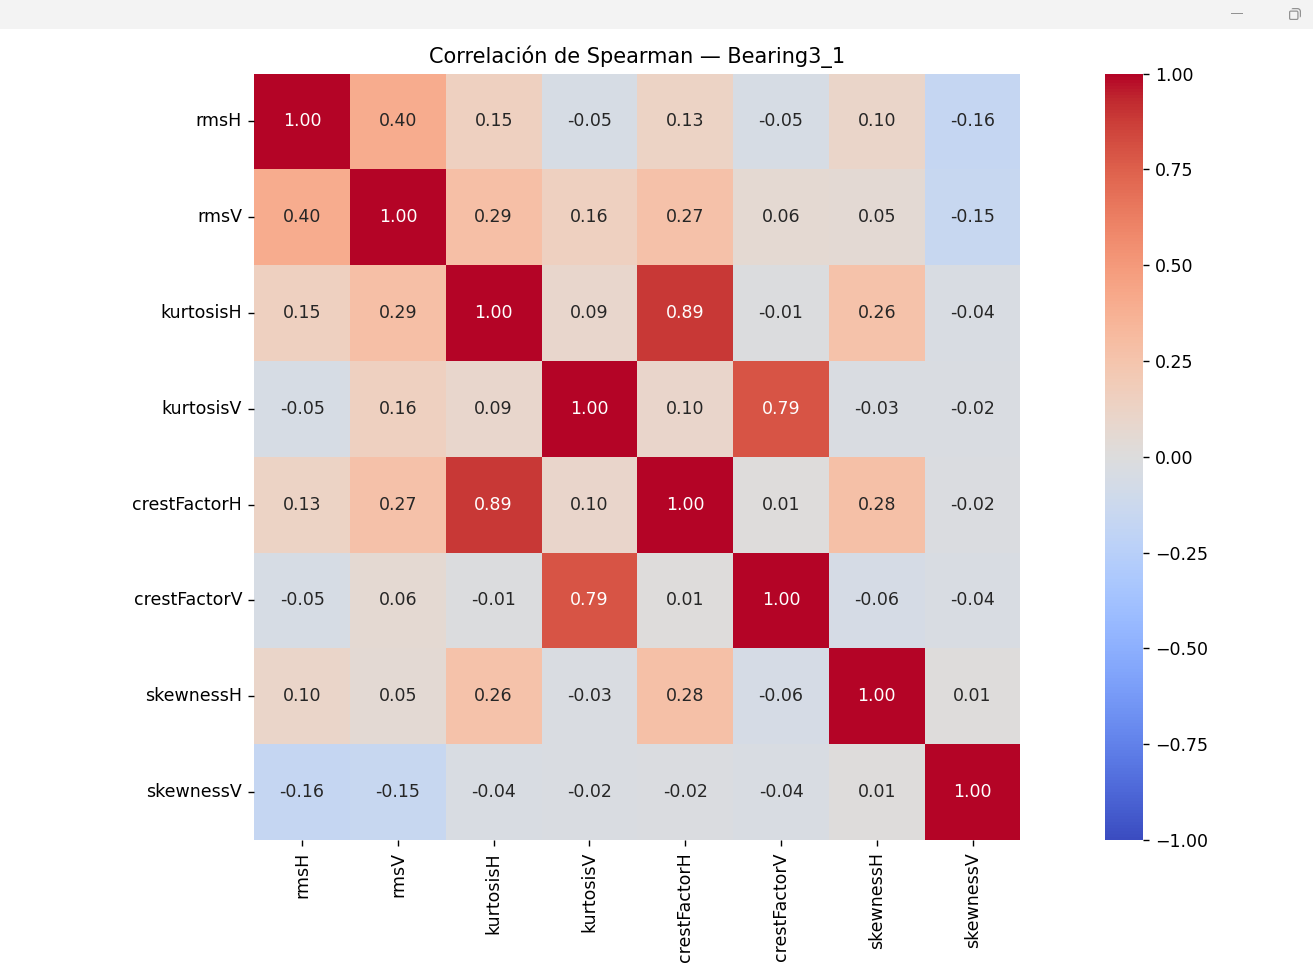 Correlación de Spearman — Bearing3_1
rmsH 1.00 0.40 0.15 -0.05 0.13 -0.05 0.10 -0.16
rmsV 0.40 1.00 0.29 0.16 0.27 0.06 0.05 -0.15
kurtosisH 0.15 0.29 1.00 0.09 0.89 -0.01 0.26 -0.04
kurtosisV -0.05 0.16 0.09 1.00 0.10 0.79 -0.03 -0.02
crestFactorH 0.13 0.27 0.89 0.10 1.00 0.01 0.28 -0.02
crestFactorV -0.05 0.06 -0.01 0.79 0.01 1.00 -0.06 -0.04
skewnessH 0.10 0.05 0.26 -0.03 0.28 -0.06 1.00 0.01
skewnessV -0.16 -0.15 -0.04 -0.02 -0.02 -0.04 0.01 1.00
rmsH rmsV kurtosisH kurtosisV crestFactorH crestFactorV skewnessH skewnessV
1.00
0.75
0.50
0.25
0.00
−0.25
−0.50
−0.75
−1.00